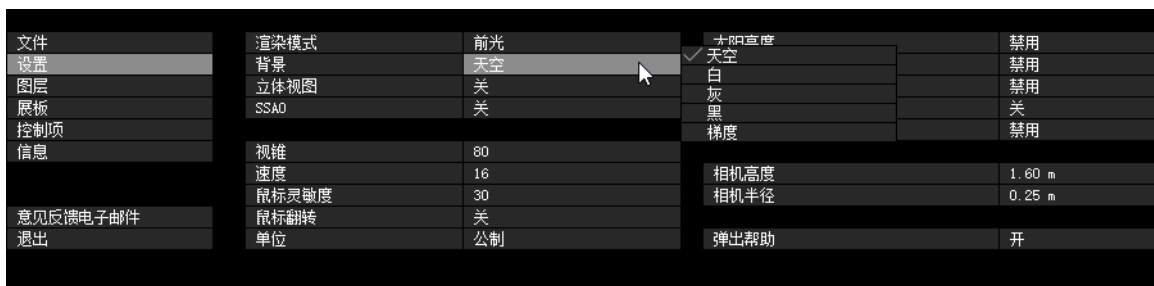 文件 渲染模式 前光 太阳高度 禁用
设置 背景 天空 天空 禁用
图层 立体视图 关 白 禁用
展板 SSAO 关 灰 关
控制项 黑 禁用
信息 视锥 80 梯度
速度 16 相机高度 1.60 m
鼠标灵敏度 30 相机半径 0.25 m
意见反馈电子邮件 鼠标翻转 关
退出 单位 公制 弹出帮助 开